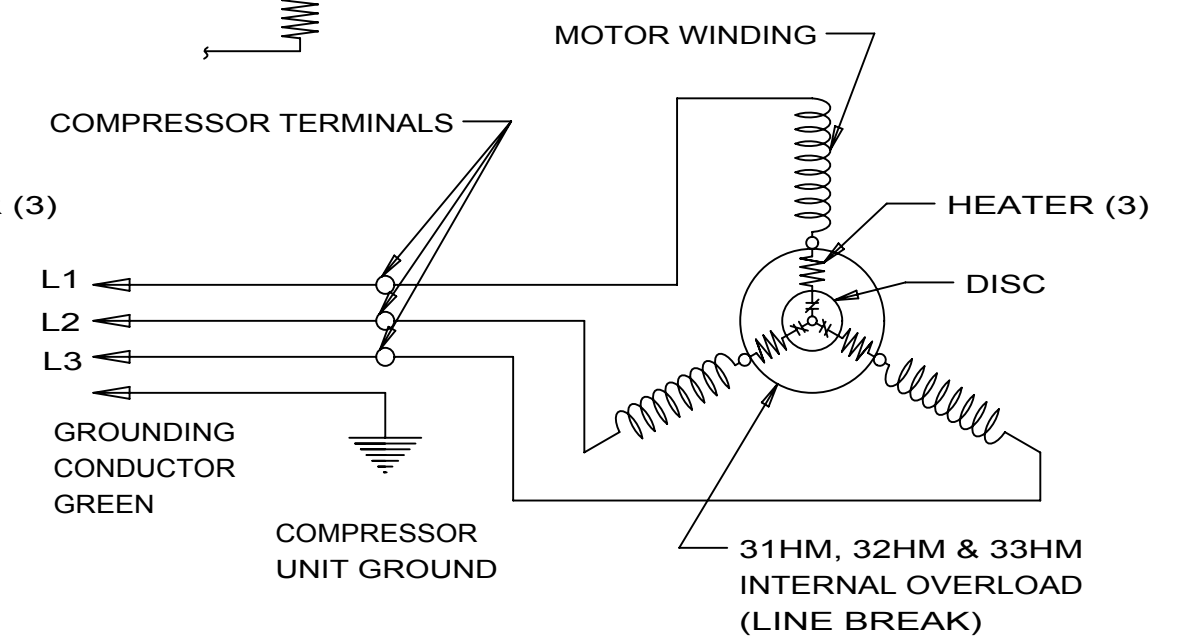 MOTOR WINDING
COMPRESSOR TERMINALS
(3)
HEATER (3)
L1
DISC
L2
L3
GROUNDING
CONDUCTOR
GREEN
COMPRESSOR
UNIT GROUND
31HM, 32HM & 33HM
INTERNAL OVERLOAD
(LINE BREAK)